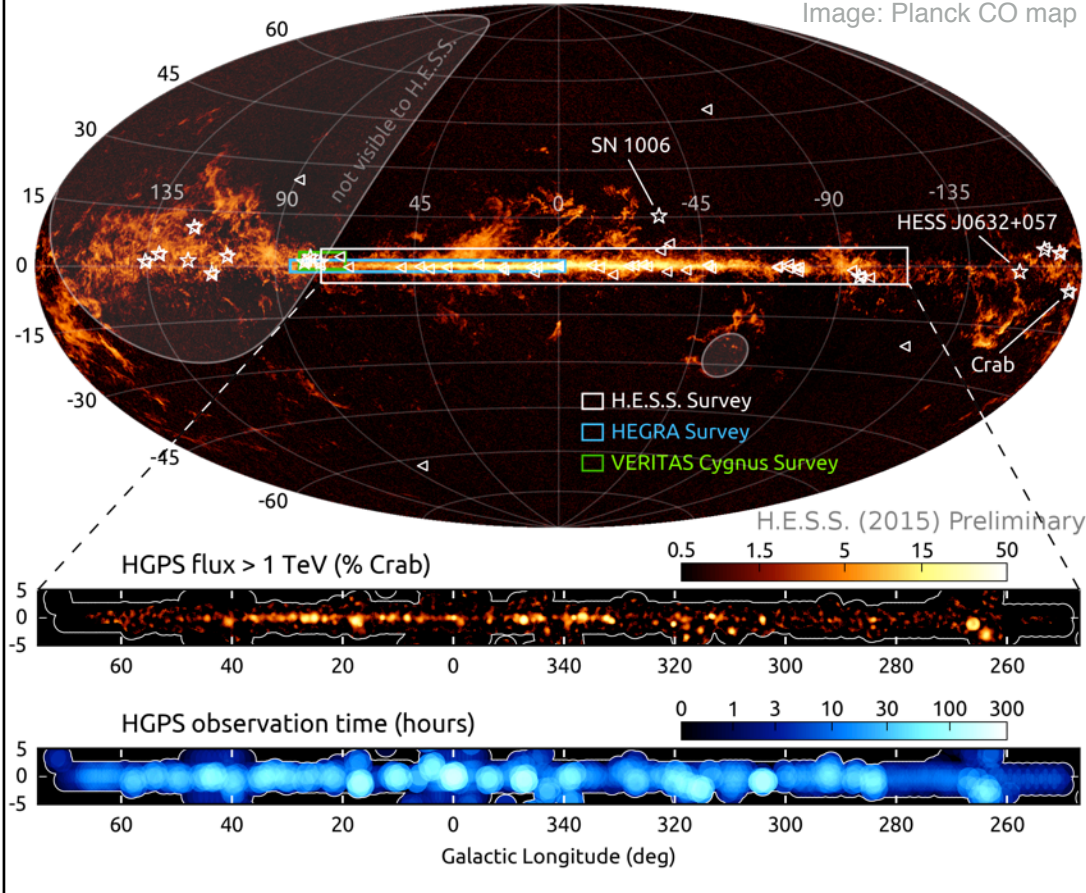 Image: Planck CO map
60
45
30
15
0
-15
-30
-45
-60
not visible to H.E.S.S.
135
90
45
0
-45
-90
-135
SN 1006
HESS J0632+057
Crab
H.E.S.S. Survey
HEGRA Survey
VERITAS Cygnus Survey
H.E.S.S. (2015) Preliminary
HGPS flux > 1 TeV (% Crab)
0.5 1.5 5 15 50
5
0
-5
60 40 20 0 340 320 300 280 260
HGPS observation time (hours)
0 1 3 10 30 100 300
5
0
-5
60 40 20 0 340 320 300 280 260
Galactic Longitude (deg)